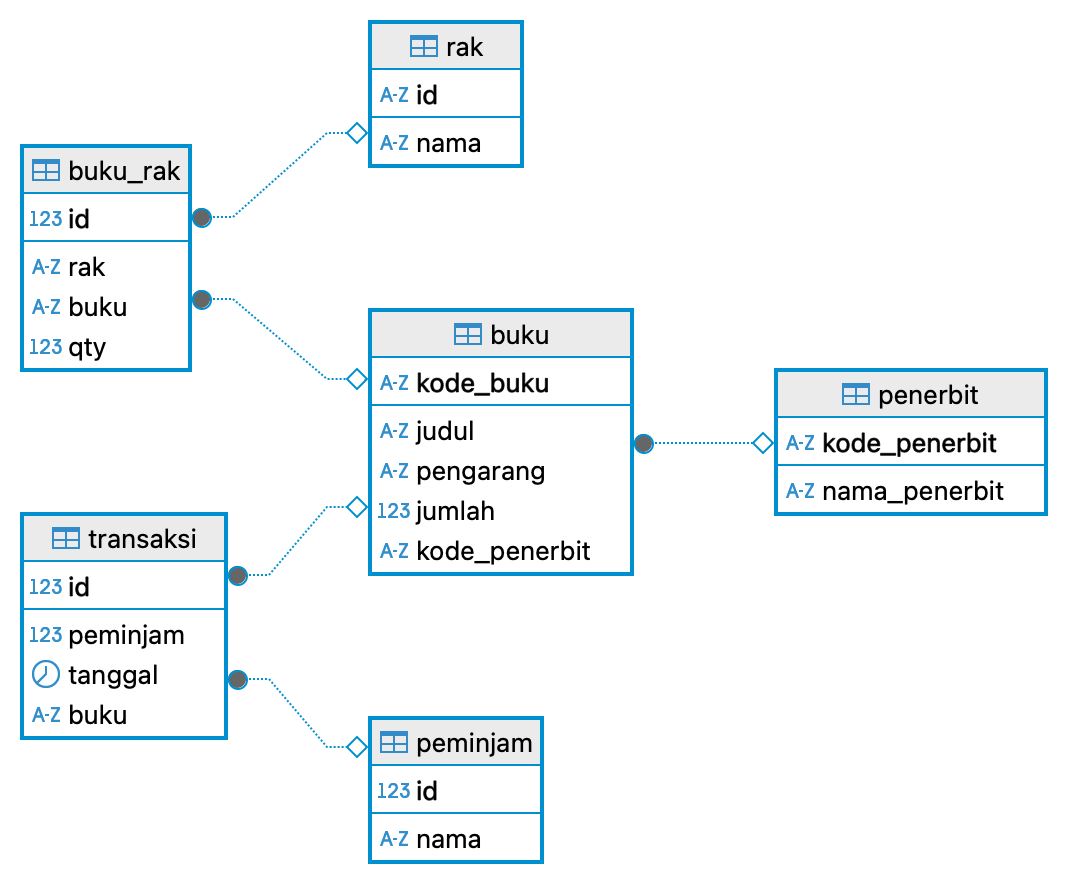 rak
A-Z id
A-Z nama
buku_rak
123 id
A-Z rak
A-Z buku
123 qty
buku
A-Z kode_buku
A-Z judul
A-Z pengarang
123 jumlah
A-Z kode_penerbit
penerbit
A-Z kode_penerbit
A-Z nama_penerbit
transaksi
123 id
123 peminjam
tanggal
A-Z buku
peminjam
123 id
A-Z nama